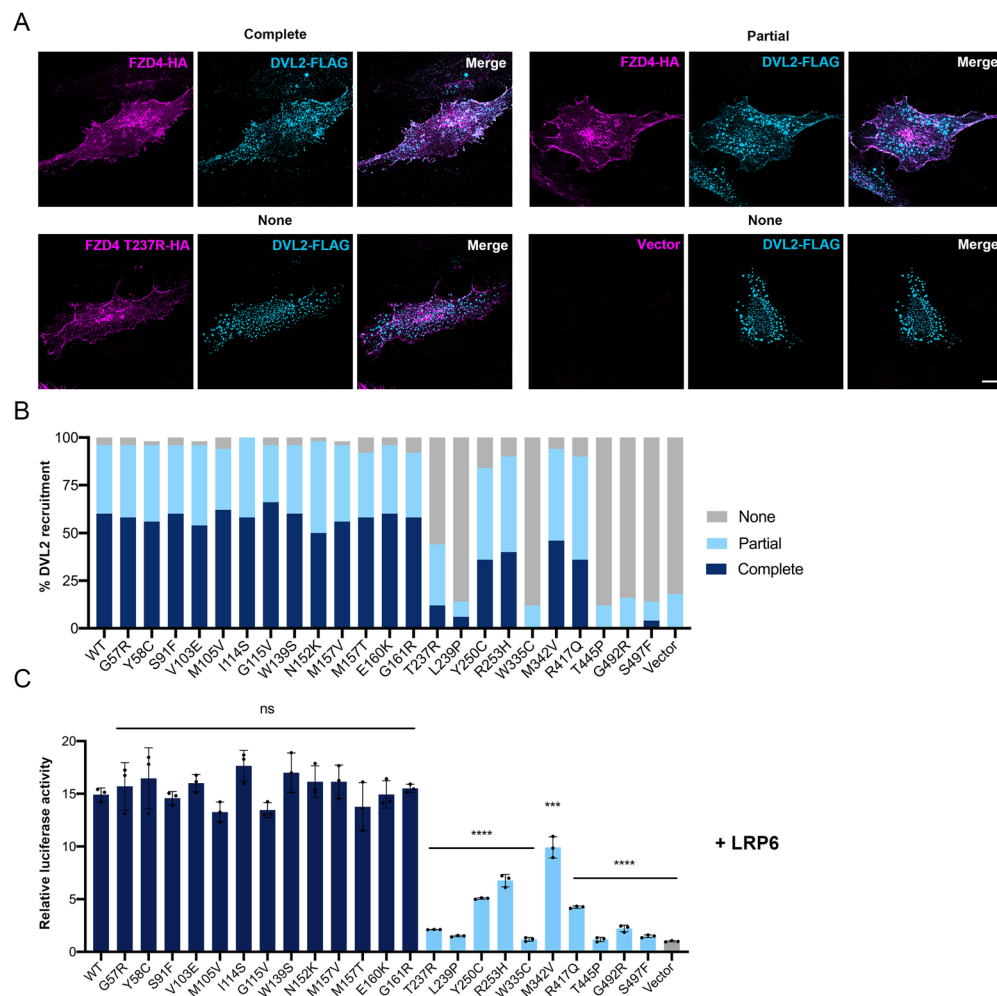 A
Complete
Partial
FZD4-HA
DVL2-FLAG
Merge
FZD4-HA
DVL2-FLAG
Merge
None
None
FZD4 T237R-HA
DVL2-FLAG
Merge
Vector
DVL2-FLAG
Merge
B
% DVL2 recruitment
100
75
50
25
0
WT
G57R
Y58C
S91F
V103E
M105V
I114S
G115V
W139S
N152K
M157V
M157T
E160K
G161R
T237R
L239P
Y250C
R253H
W335C
M342V
R417Q
T445P
G492R
S497F
Vector
None
Partial
Complete
C
Relative luciferase activity
20
15
10
5
0
ns
****
***
****
+ LRP6
WT
G57R
Y58C
S91F
V103E
M105V
I114S
G115V
W139S
N152K
M157V
M157T
E160K
G161R
T237R
L239P
Y250C
R253H
W335C
M342V
R417Q
T445P
G492R
S497F
Vector